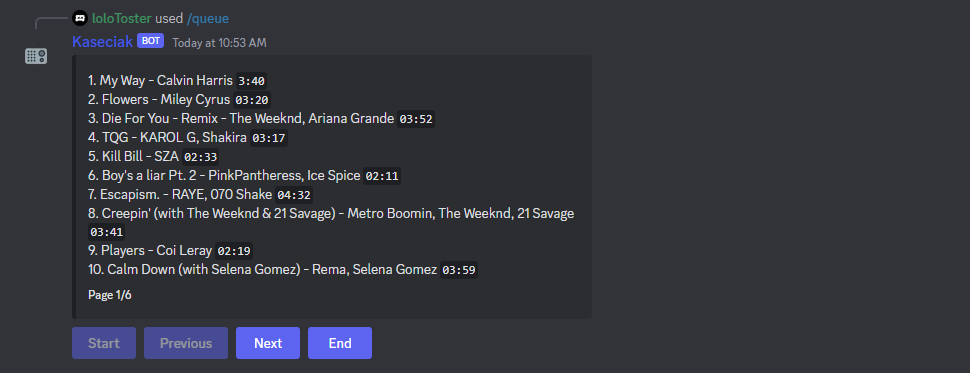 loloToster used /queue
Kaseciak BOT Today at 10:53 AM
1. My Way - Calvin Harris 3:40
2. Flowers - Miley Cyrus 03:20
3. Die For You - Remix - The Weeknd, Ariana Grande 03:52
4. TQG - KAROL G, Shakira 03:17
5. Kill Bill - SZA 02:33
6. Boy's a liar Pt. 2 - PinkPantheress, Ice Spice 02:11
7. Escapism. - RAYE, 070 Shake 04:32
8. Creepin' (with The Weeknd & 21 Savage) - Metro Boomin, The Weeknd, 21 Savage
03:41
9. Players - Coi Leray 02:19
10. Calm Down (with Selena Gomez) - Rema, Selena Gomez 03:59
Page 1/6
Start Previous Next End